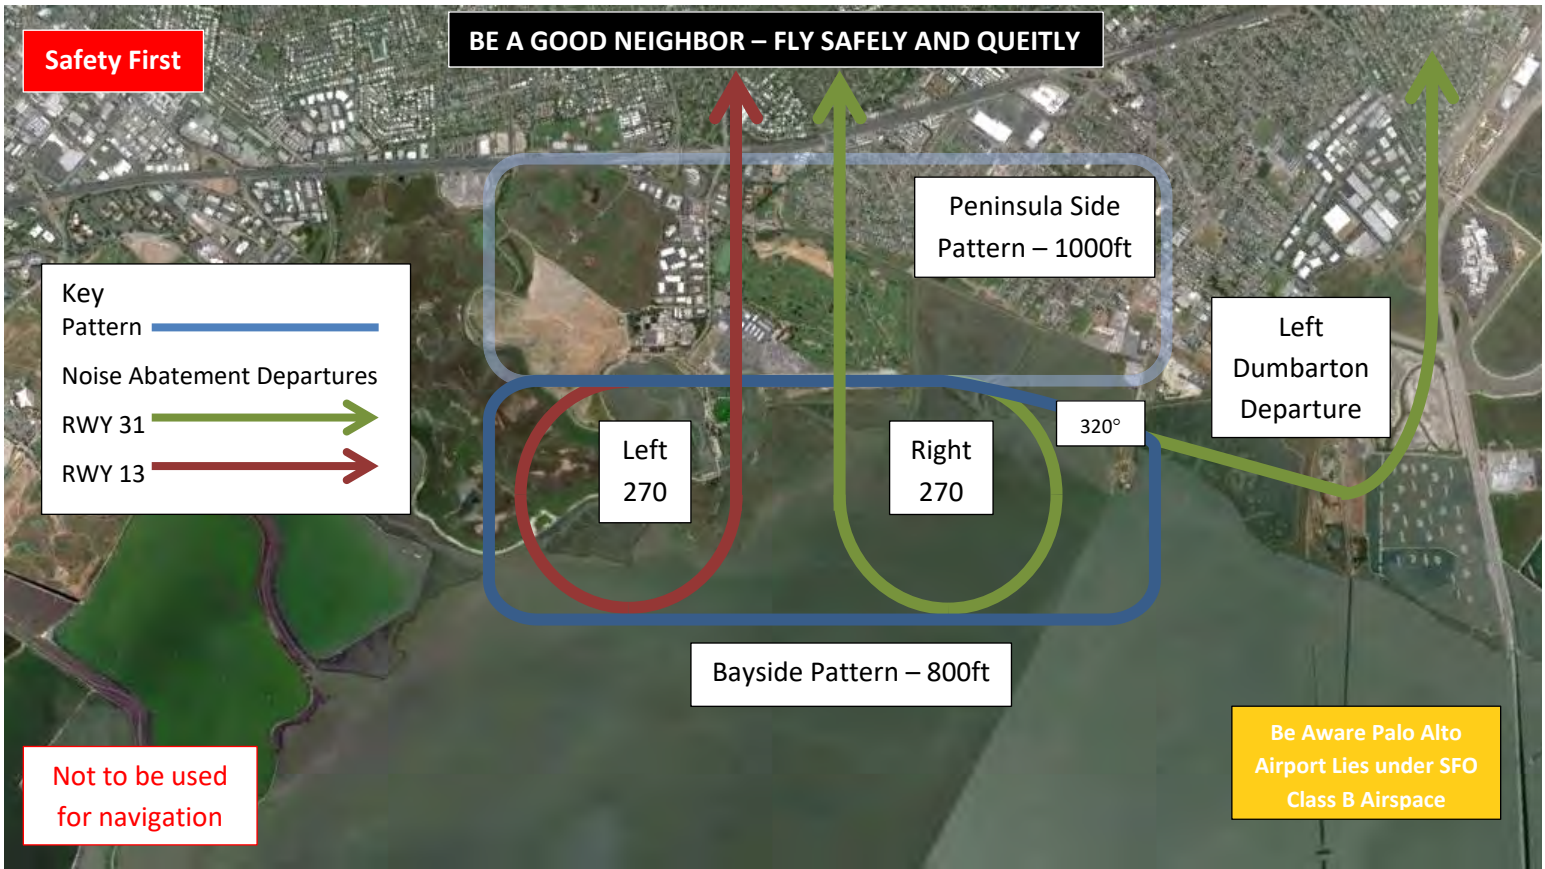 Safety First
BE A GOOD NEIGHBOR – FLY SAFELY AND QUEITLY
Peninsula Side
Pattern – 1000ft
Key
Pattern
Noise Abatement Departures
RWY 31
RWY 13
Left
Dumbarton
Departure
320°
Left
270
Right
270
Bayside Pattern – 800ft
Not to be used
for navigation
Be Aware Palo Alto
Airport Lies under SFO
Class B Airspace